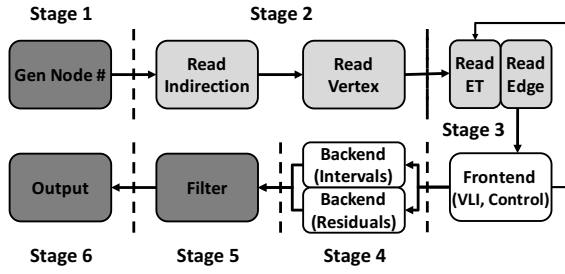 Stage 1
Stage 2
Gen Node #
Read
Indirection
Read
Vertex
Read
ET
Read
Edge
Stage 3
Output
Filter
Backend
(Intervals)
Backend
(Residuals)
Frontend
(VLI, Control)
Stage 6
Stage 5
Stage 4